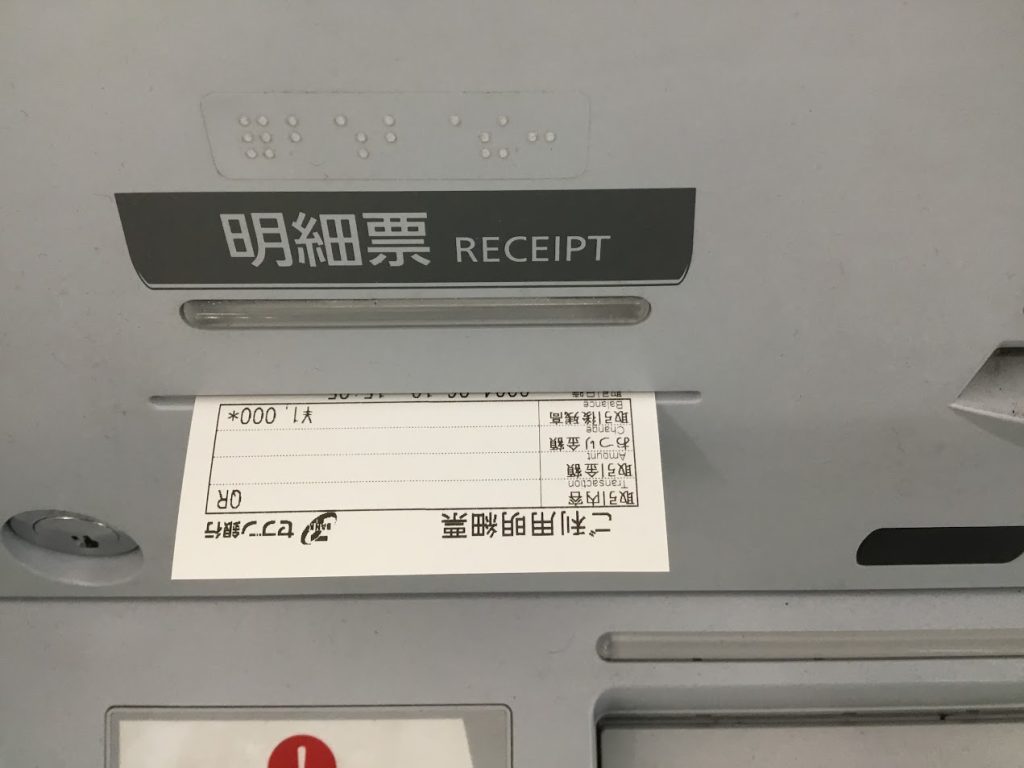 明細票 RECEIPT
ご利用明細票 セブン銀行
取引内容 QR
Transaction
取引金額
Amount
おつり金額
Change
取引後残高 ¥1,000*
Balance